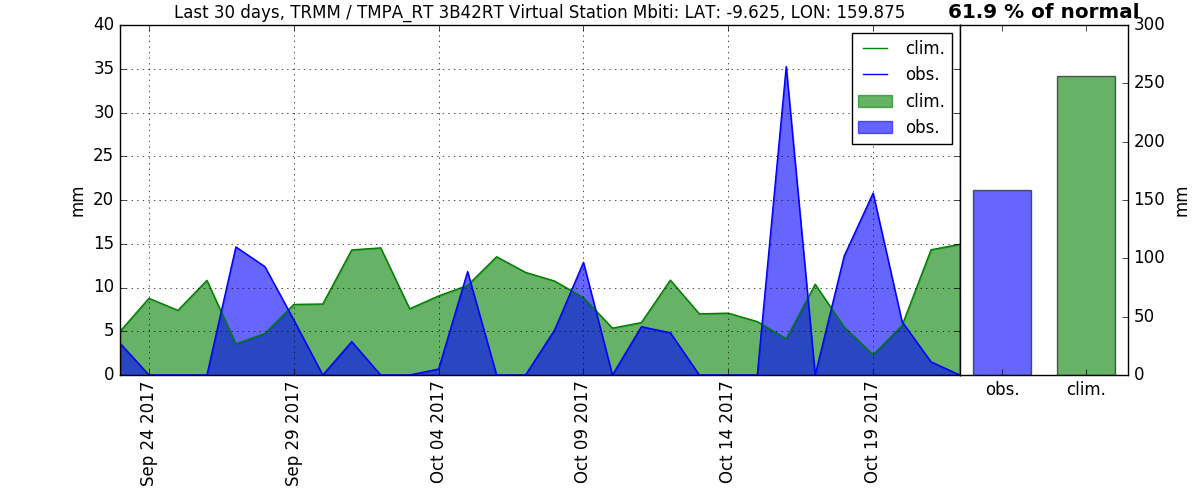 Last 30 days, TRMM / TMPA_RT 3B42RT Virtual Station Mbiti: LAT: -9.625, LON: 159.875
61.9 % of normal
40
35
30
25
20
15
10
5
0
mm
clim.
obs.
clim.
obs.
Sep 24 2017
Sep 29 2017
Oct 04 2017
Oct 09 2017
Oct 14 2017
Oct 19 2017
300
250
200
150
100
50
0
mm
obs.
clim.